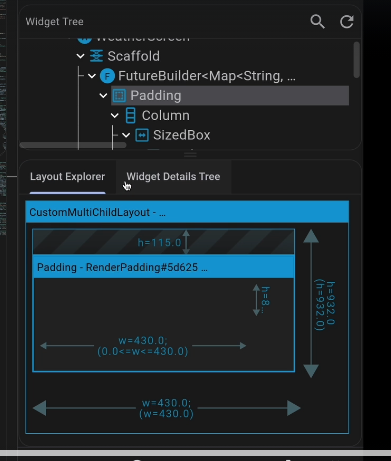 Widget Tree
WeatherScreen
Scaffold
F FutureBuilder<Map<String, ...
Padding
Column
SizedBox
Layout Explorer
Widget Details Tree
CustomMultiChildLayout - ...
h=115.0
Padding - RenderPadding#5d625 ...
h=8...
h=932.0
(h=932.0)
w=430.0;
(0.0<=w<=430.0)
w=430.0;
(w=430.0)